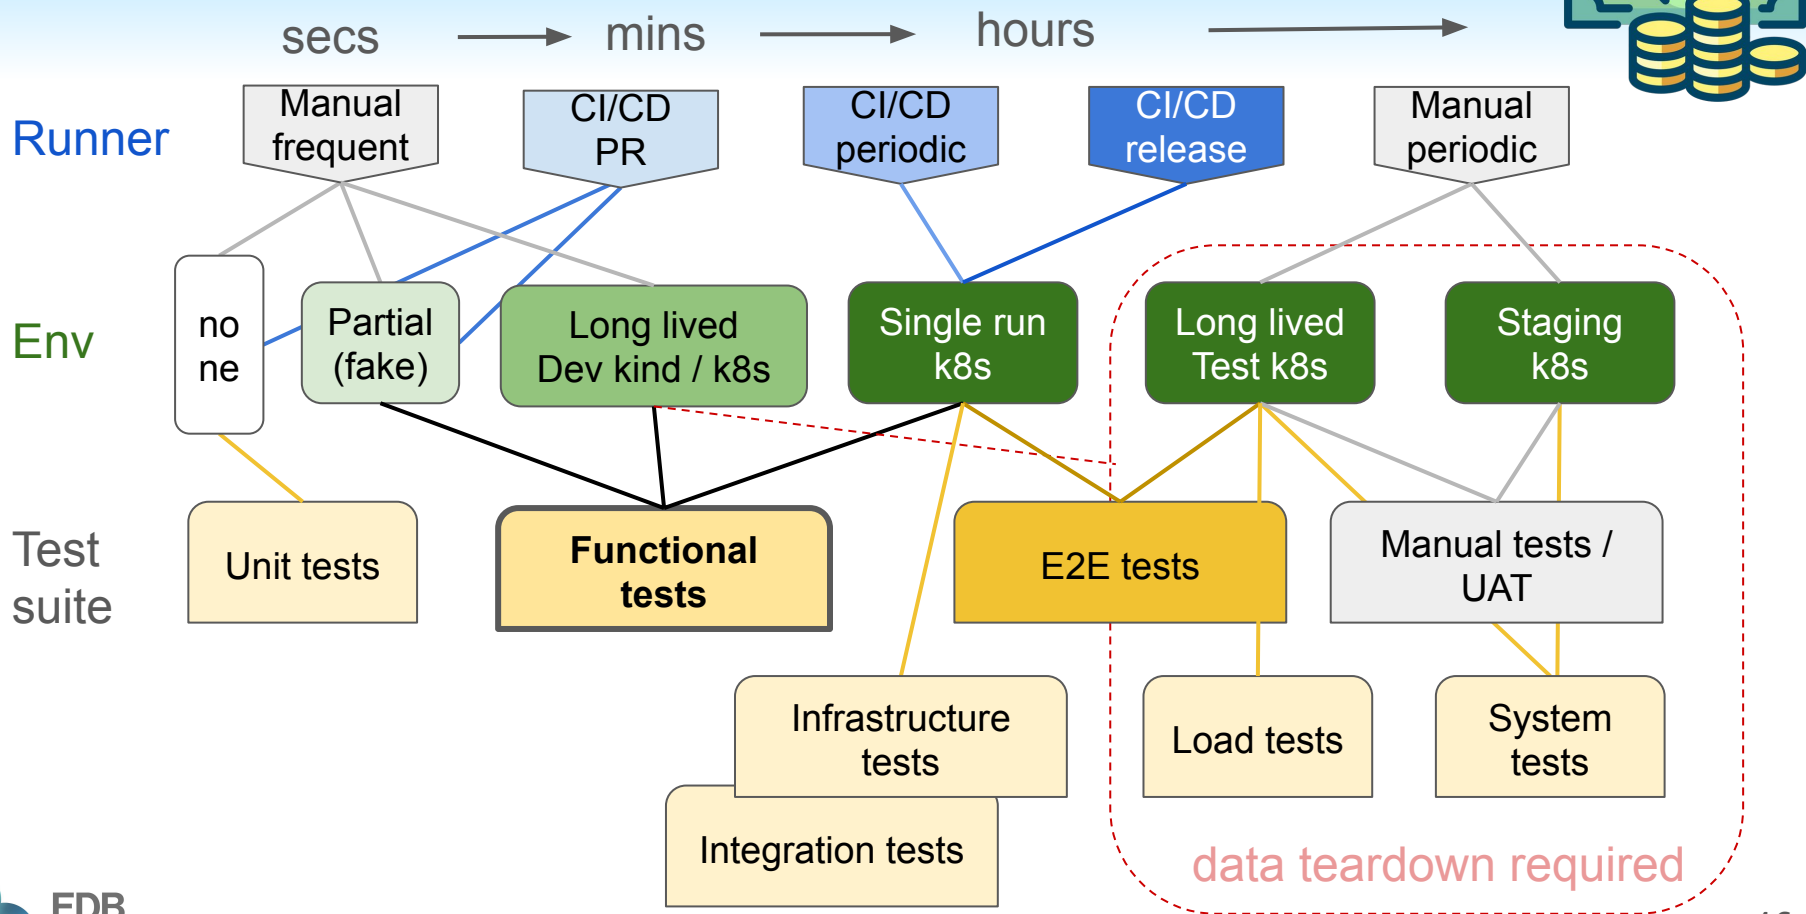 secs
mins
hours
Runner
Manual
frequent
CI/CD
PR
CI/CD
periodic
CI/CD
release
Manual
periodic
Env
no
ne
Partial
(fake)
Long lived
Dev kind / k8s
Single run
k8s
Long lived
Test k8s
Staging
k8s
Test
suite
Unit tests
Functional
tests
E2E tests
Manual tests /
UAT
Infrastructure
tests
Load tests
System
tests
Integration tests
data teardown required
EDB